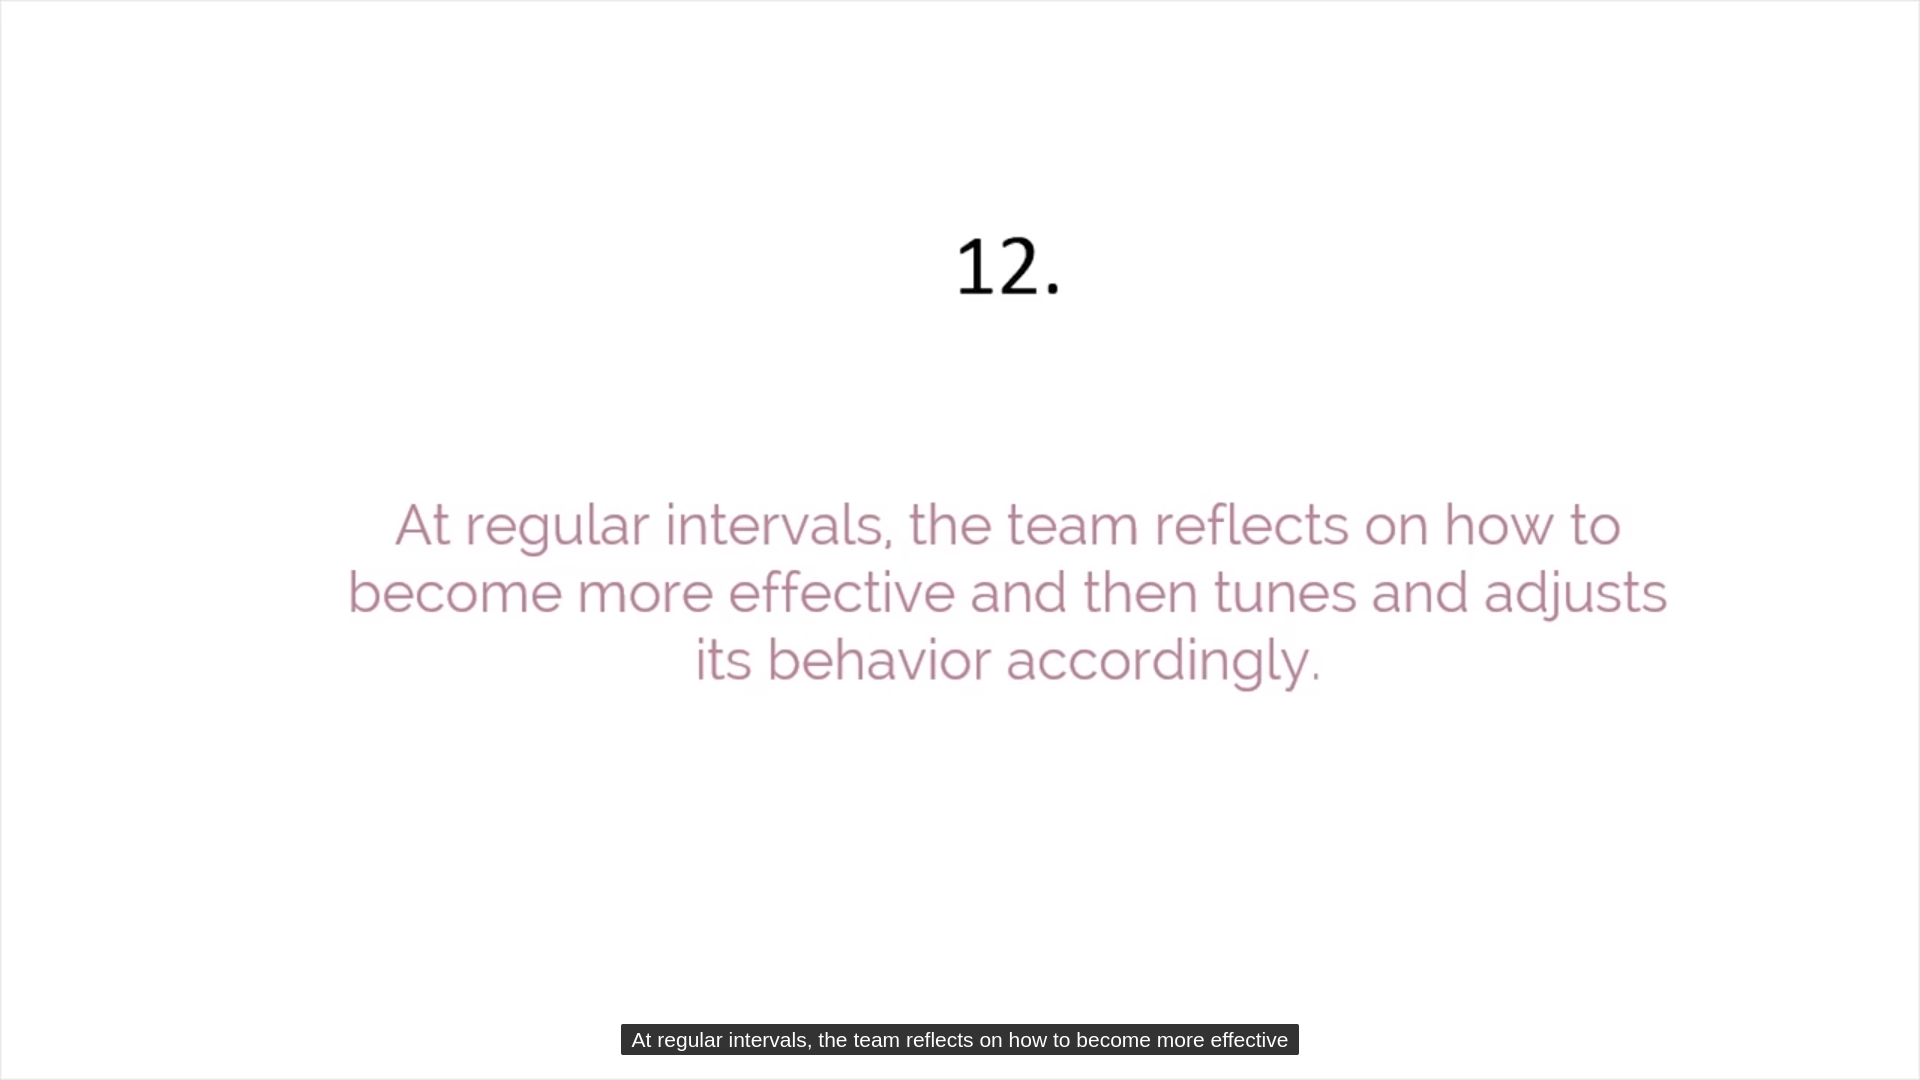 12.
At regular intervals, the team reflects on how to
become more effective and then tunes and adjusts
its behavior accordingly.
At regular intervals, the team reflects on how to become more effective